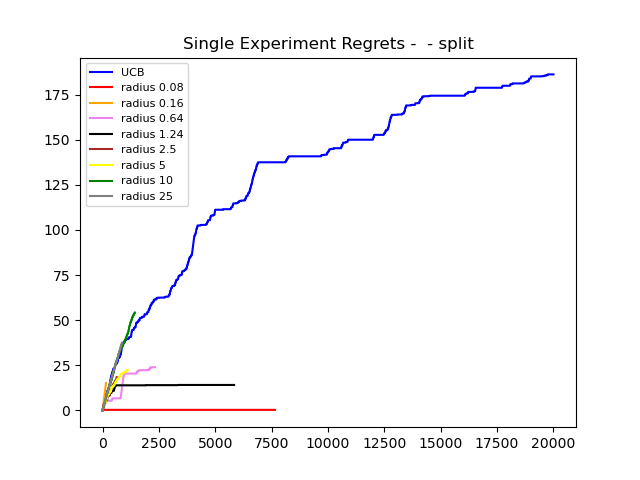 Single Experiment Regrets -  - split
UCB
radius 0.08
radius 0.16
radius 0.64
radius 1.24
radius 2.5
radius 5
radius 10
radius 25
175
150
125
100
75
50
25
0
0 2500 5000 7500 10000 12500 15000 17500 20000